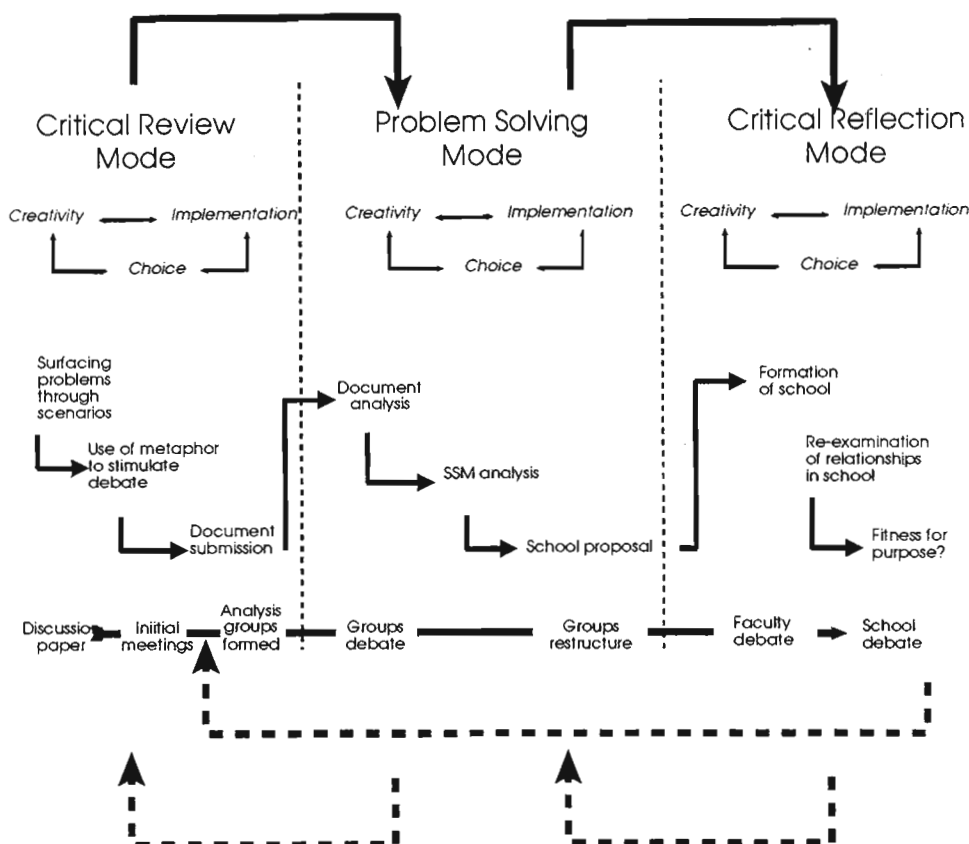 Critical Review
Mode
Problem Solving
Mode
Critical Reflection
Mode
Creativity
Implementation
Choice
Creativity
Implementation
Choice
Creativity
Implementation
Choice
Surfacing
problems
through
scenarios
Use of metaphor
to stimulate
debate
Document
submission
Document
analysis
SSM analysis
School proposal
Formation
of school
Re-examination
of relationships
in school
Fitness for
purpose?
Discussion
paper
Iniitial
meetings
Analysis
groups
formed
Groups
debate
Groups
restructure
Faculty
debate
School
debate